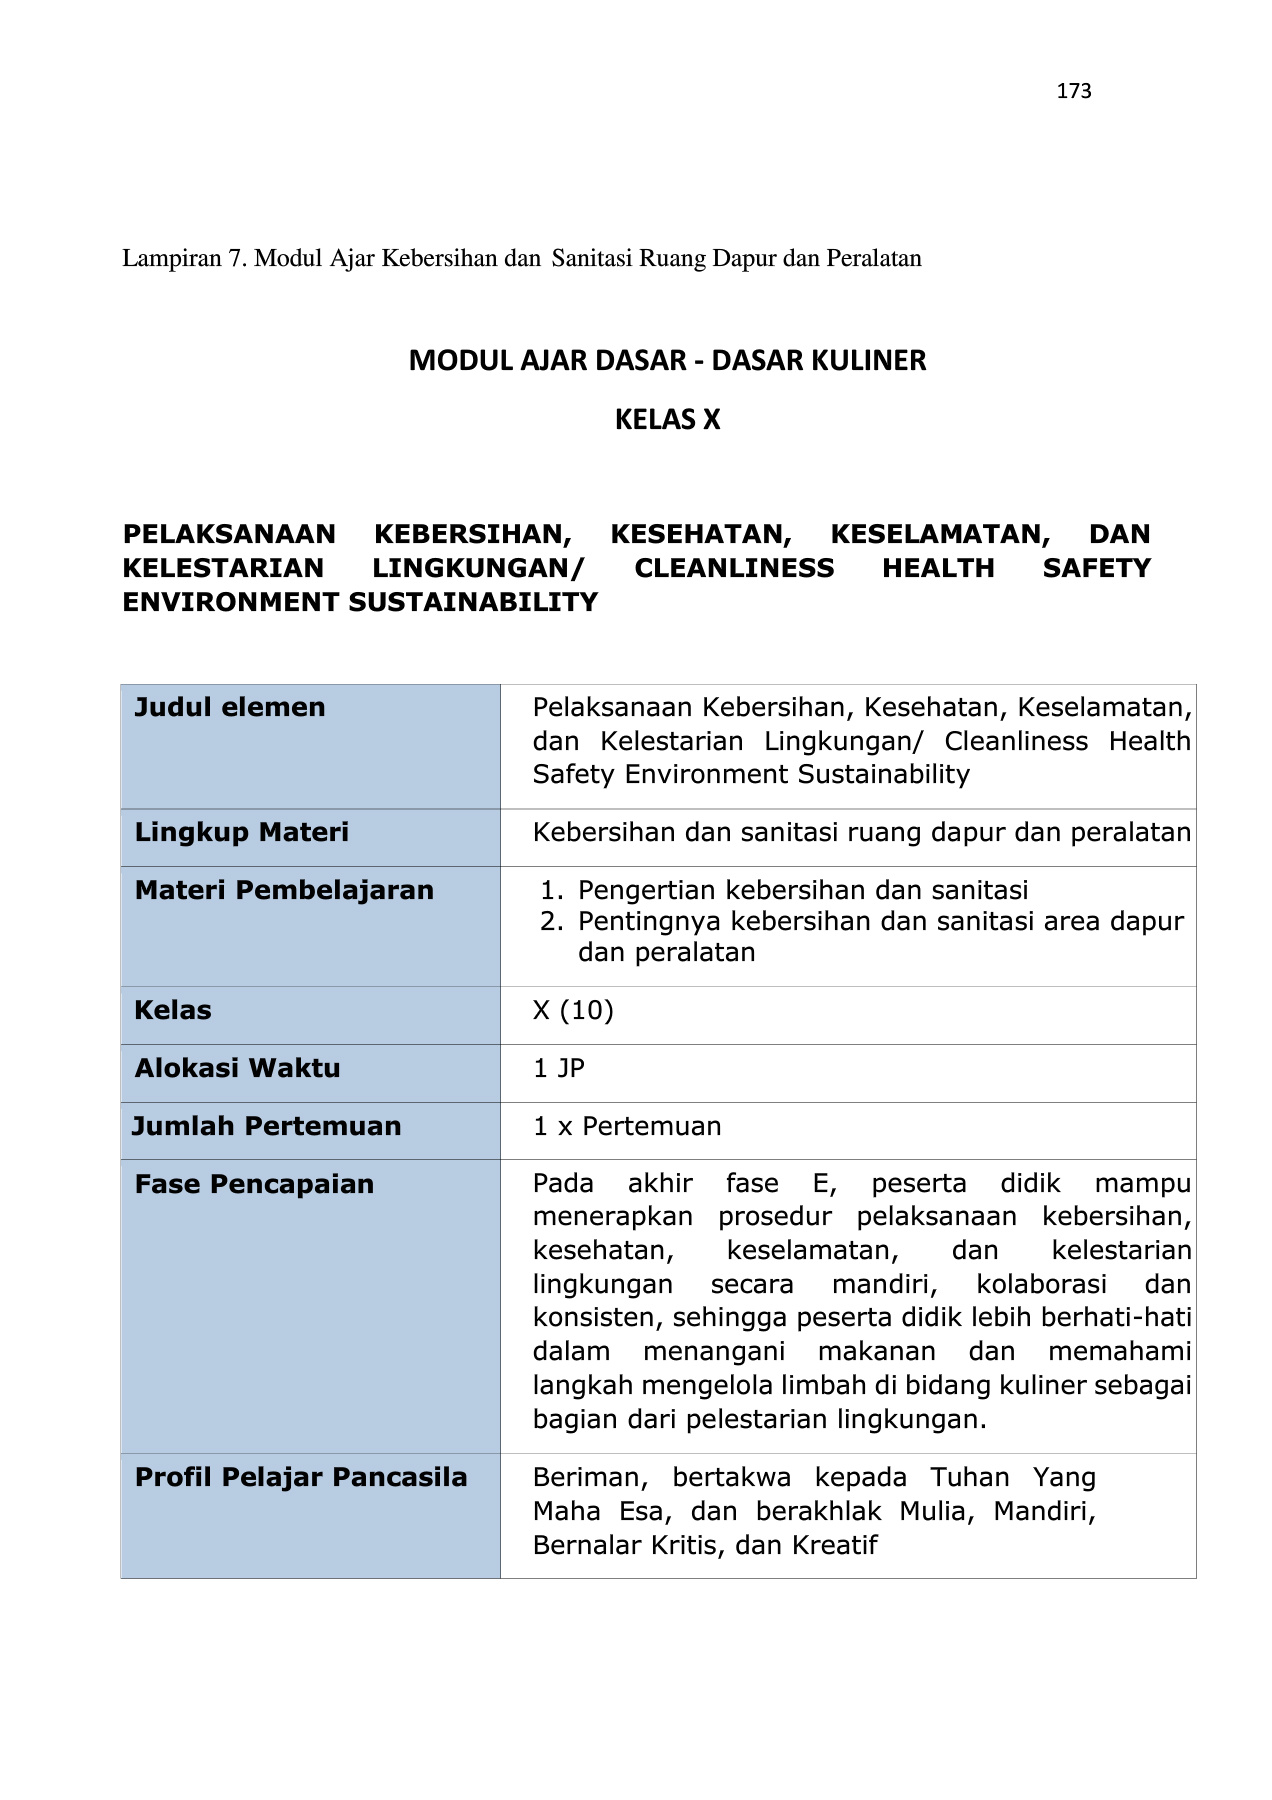 173
Lampiran 7. Modul Ajar Kebersihan dan Sanitasi Ruang Dapur dan Peralatan
MODUL AJAR DASAR - DASAR KULINER
KELAS X
PELAKSANAAN KEBERSIHAN, KESEHATAN, KESELAMATAN, DAN
KELESTARIAN LINGKUNGAN/ CLEANLINESS HEALTH SAFETY
ENVIRONMENT SUSTAINABILITY
Judul elemen
Pelaksanaan Kebersihan, Kesehatan, Keselamatan,
dan Kelestarian Lingkungan/ Cleanliness Health
Safety Environment Sustainability
Lingkup Materi
Kebersihan dan sanitasi ruang dapur dan peralatan
Materi Pembelajaran
1. Pengertian kebersihan dan sanitasi
2. Pentingnya kebersihan dan sanitasi area dapur
dan peralatan
Kelas
X (10)
Alokasi Waktu
1 JP
Jumlah Pertemuan
1 x Pertemuan
Fase Pencapaian
Pada akhir fase E, peserta didik mampu
menerapkan prosedur pelaksanaan kebersihan,
kesehatan, keselamatan, dan kelestarian
lingkungan secara mandiri, kolaborasi dan
konsisten, sehingga peserta didik lebih berhati-hati
dalam menangani makanan dan memahami
langkah mengelola limbah di bidang kuliner sebagai
bagian dari pelestarian lingkungan.
Profil Pelajar Pancasila
Beriman, bertakwa kepada Tuhan Yang
Maha Esa, dan berakhlak Mulia, Mandiri,
Bernalar Kritis, dan Kreatif